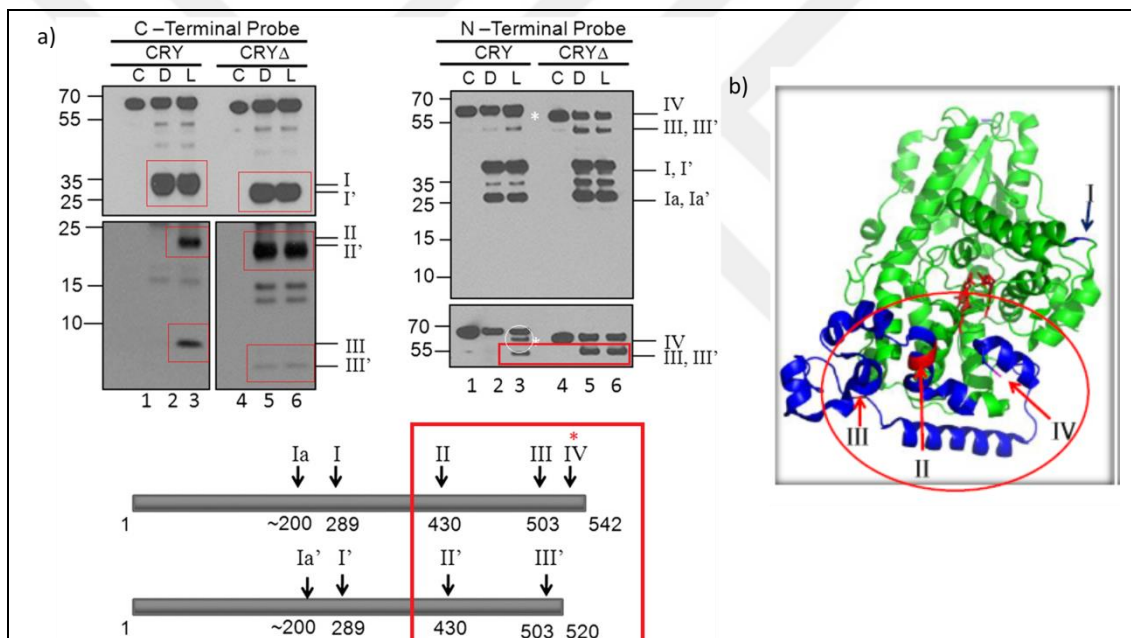 a)
C –Terminal Probe
CRY CRYΔ
C D L C D L
70
55
35
25
I
I’
25
15
10
II
II’
III
III’
1 2 3 4 5 6
N –Terminal Probe
CRY CRYΔ
C D L C D L
70
55
35
25
15
10
*
IV
III, III’
I, I’
Ia, Ia’
70
55
*
IV
III, III’
1 2 3 4 5 6
b)
I
III
II
IV
*
Ia I II III IV
1 ~200 289 430 503 542
Ia’ I’ II’ III’
1 ~200 289 430 503 520